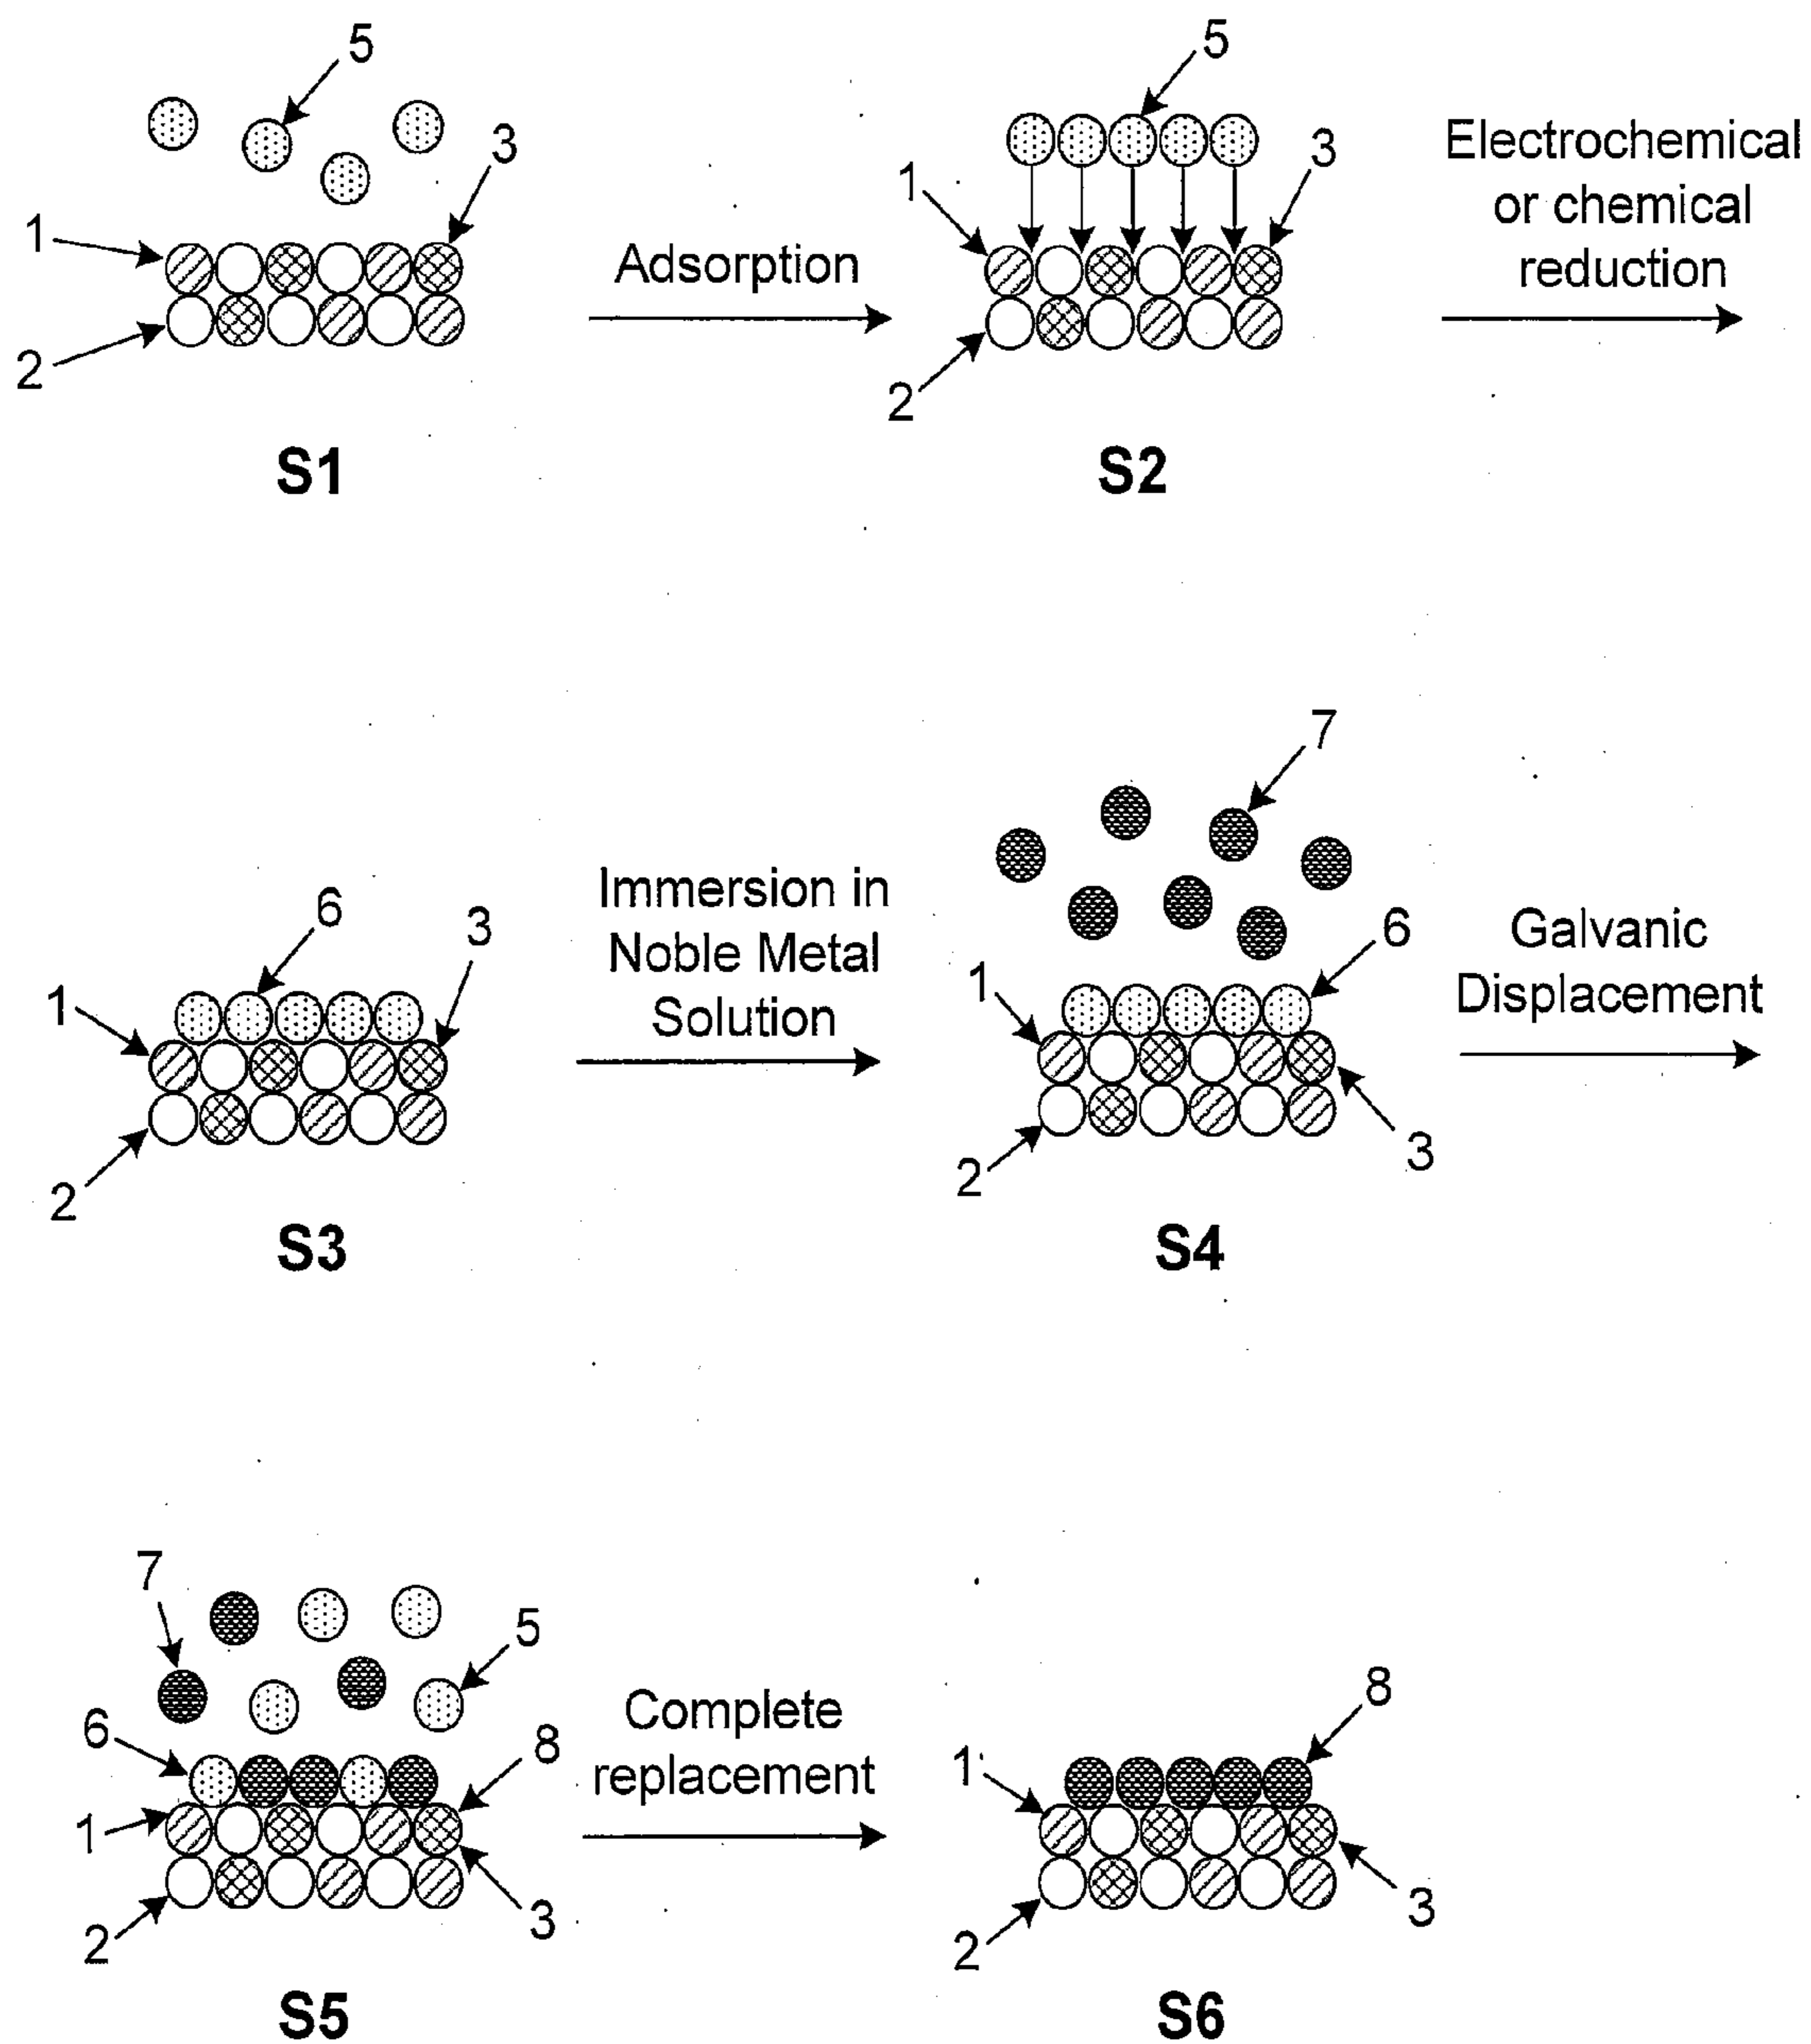 5
5
3
3
1
1
Adsorption
Electrochemical
or chemical
reduction
2
2
S1
S2
7
6
3
1
Immersion in
Noble Metal
Solution
6
1
Galvanic
Displacement
2
3
2
S3
S4
7
5
6
8
1
Complete
replacement
8
1
2
3
3
2
S5
S6